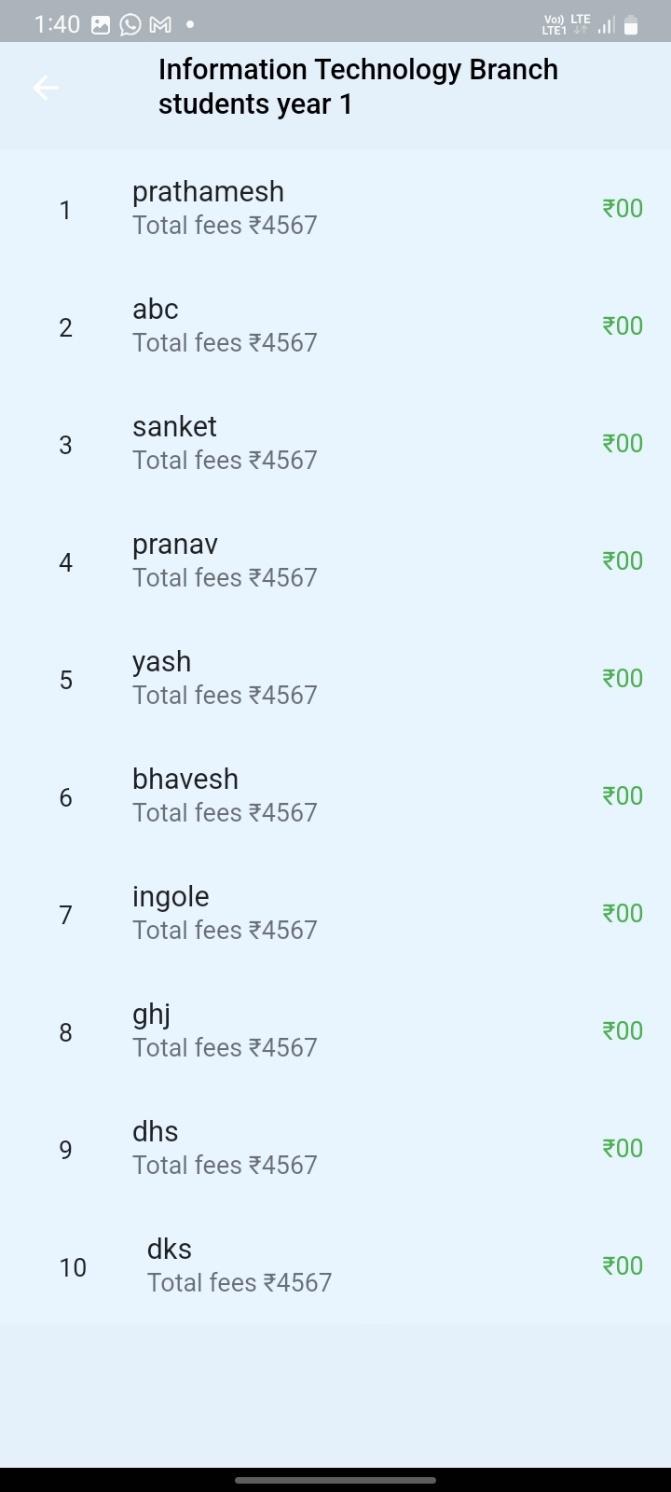 1:40
Vo)) LTE
LTE1
Information Technology Branch
students year 1
1
prathamesh
Total fees ₹4567
₹00
2
abc
Total fees ₹4567
₹00
3
sanket
Total fees ₹4567
₹00
4
pranav
Total fees ₹4567
₹00
5
yash
Total fees ₹4567
₹00
6
bhavesh
Total fees ₹4567
₹00
7
ingole
Total fees ₹4567
₹00
8
ghj
Total fees ₹4567
₹00
9
dhs
Total fees ₹4567
₹00
10
dks
Total fees ₹4567
₹00